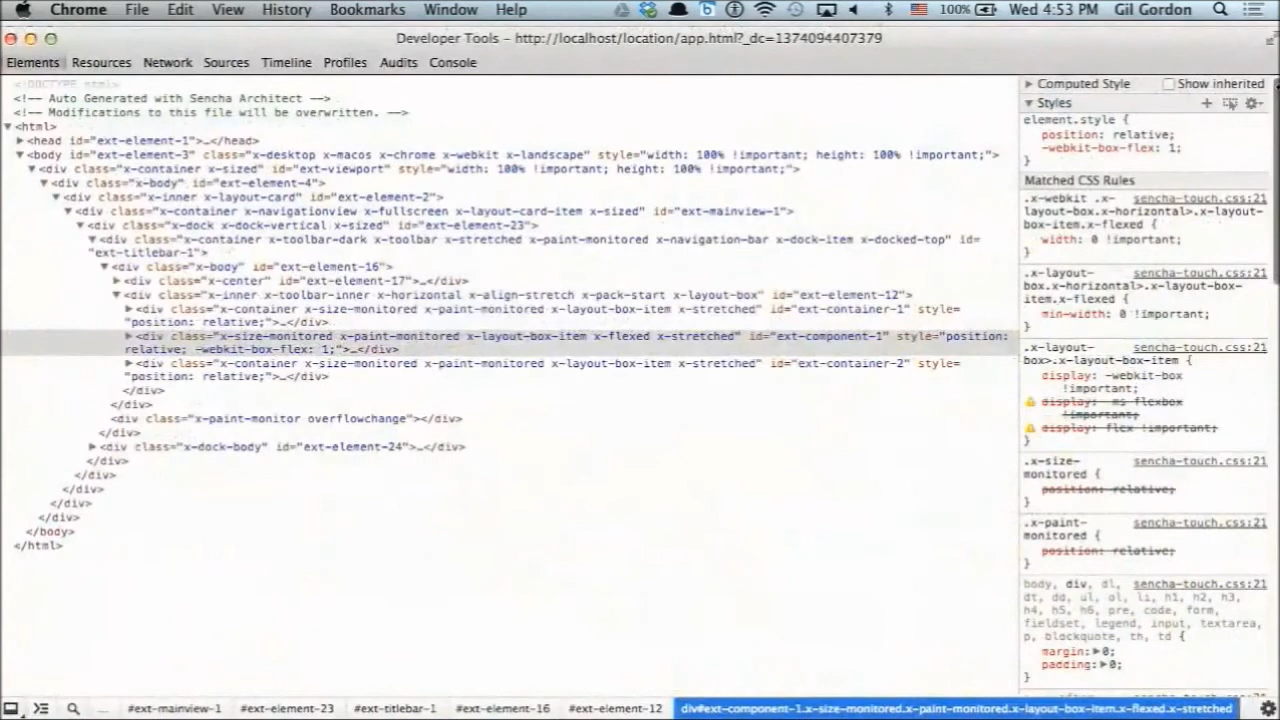 Chrome File Edit View History Bookmarks Window Help 100% Wed 4:53 PM Gil Gordon
Developer Tools - http://localhost/location/app.html?_dc=1374094407379
Elements Resources Network Sources Timeline Profiles Audits Console
<!DOCTYPE html>
<!-- Auto Generated with Sencha Architect -->
<!-- Modifications to this file will be overwritten. -->
▼<html>
▶<head id="ext-element-1">…</head>
▼<body id="ext-element-3" class="x-desktop x-macos x-chrome x-webkit x-landscape" style="width: 100% !important; height: 100% !important;">
▼<div class="x-container x-sized" id="ext-viewport" style="width: 100% !important; height: 100% !important;">
▼<div class="x-body" id="ext-element-4">
▼<div class="x-inner x-layout-card" id="ext-element-2">
▼<div class="x-container x-navigationview x-fullscreen x-layout-card-item x-sized" id="ext-mainview-1">
▼<div class="x-dock x-dock-vertical x-sized" id="ext-element-23">
▼<div class="x-container x-toolbar-dark x-toolbar x-stretched x-paint-monitored x-navigation-bar x-dock-item x-docked-top" id=
"ext-titlebar-1">
▼<div class="x-body" id="ext-element-16">
▶<div class="x-center" id="ext-element-17">…</div>
▼<div class="x-inner x-toolbar-inner x-horizontal x-align-stretch x-pack-start x-layout-box" id="ext-element-12">
▶<div class="x-container x-size-monitored x-paint-monitored x-layout-box-item x-stretched" id="ext-container-1" style=
"position: relative;">…</div>
▶<div class="x-size-monitored x-paint-monitored x-layout-box-item x-flexed x-stretched" id="ext-component-1" style="position:
relative; -webkit-box-flex: 1;">…</div>
▶<div class="x-container x-size-monitored x-paint-monitored x-layout-box-item x-stretched" id="ext-container-2" style=
"position: relative;">…</div>
</div>
</div>
<div class="x-paint-monitor overflowchange"></div>
</div>
▶<div class="x-dock-body" id="ext-element-24">…</div>
</div>
</div>
</div>
</div>
</div>
</body>
</html>
▶ Computed Style Show inherited
▼ Styles
element.style {
position: relative;
-webkit-box-flex: 1;
}
Matched CSS Rules
.x-webkit .x- sencha-touch.css:21
layout-box.x-horizontal>.x-layout-
box-item.x-flexed {
width: 0 !important;
}
.x-layout- sencha-touch.css:21
box.x-horizontal>.x-layout-box-
item.x-flexed {
min-width: 0 !important;
}
.x-layout- sencha-touch.css:21
box>.x-layout-box-item {
display: -webkit-box
!important;
display: -ms-flexbox
!important;
display: flex !important;
}
.x-size- sencha-touch.css:21
monitored {
position: relative;
}
.x-paint- sencha-touch.css:21
monitored {
position: relative;
}
body, div, dl, sencha-touch.css:21
dt, dd, ul, ol, li, h1, h2, h3,
h4, h5, h6, pre, code, form,
fieldset, legend, input, textarea,
p, blockquote, th, td {
margin:▶0;
padding:▶0;
}
… #ext-mainview-1 #ext-element-23 #ext-titlebar-1 #ext-element-16 #ext-element-12 div#ext-component-1.x-size-monitored.x-paint-monitored.x-layout-box-item.x-flexed.x-stretched